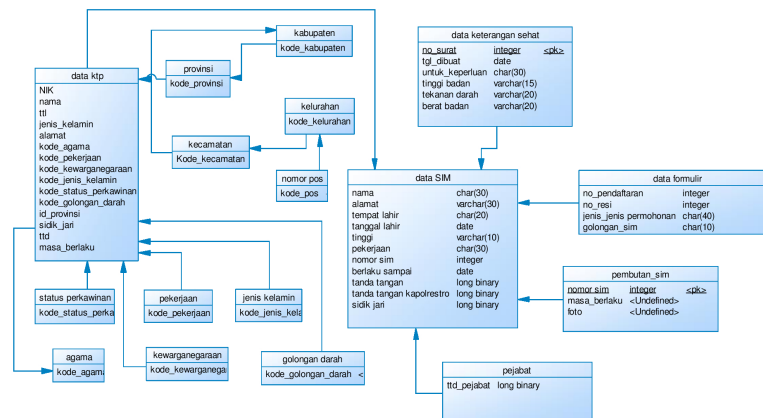 data ktp
NIK
nama
ttl
jenis_kelamin
alamat
kode_agama
kode_pekerjaan
kode_kewarganegaraan
kode_jenis_kelamin
kode_status_perkawinan
kode_golongan_darah
id_provinsi
sidik_jari
ttd
masa_berlaku
provinsi
kode_provinsi
kabupaten
kode_kabupaten
kelurahan
kode_kelurahan
kecamatan
Kode_kecamatan
nomor pos
kode_pos
status perkawinan
kode_status_perka
pekerjaan
kode_pekerjaan
jenis kelamin
kode_jenis_kela
agama
kode_agama
kewarganegaraan
kode_kewarganegar
golongan darah
kode_golongan_darah <
data SIM
nama char(30)
alamat varchar(30)
tempat lahir char(20)
tanggal lahir date
tinggi varchar(10)
pekerjaan char(30)
nomor sim integer
berlaku sampai date
tanda tangan long binary
tanda tangan kapolrestro long binary
sidik jari long binary
data keterangan sehat
no_surat integer <pk>
tgl_dibuat date
untuk_keperluan char(30)
tinggi badan varchar(15)
tekanan darah varchar(20)
berat badan varchar(20)
data formulir
no_pendaftaran integer
no_resi integer
jenis_jenis permohonan char(40)
golongan_sim char(10)
pembutan_sim
nomor sim integer <pk>
masa_berlaku <Undefined>
foto <Undefined>
pejabat
ttd_pejabat long binary